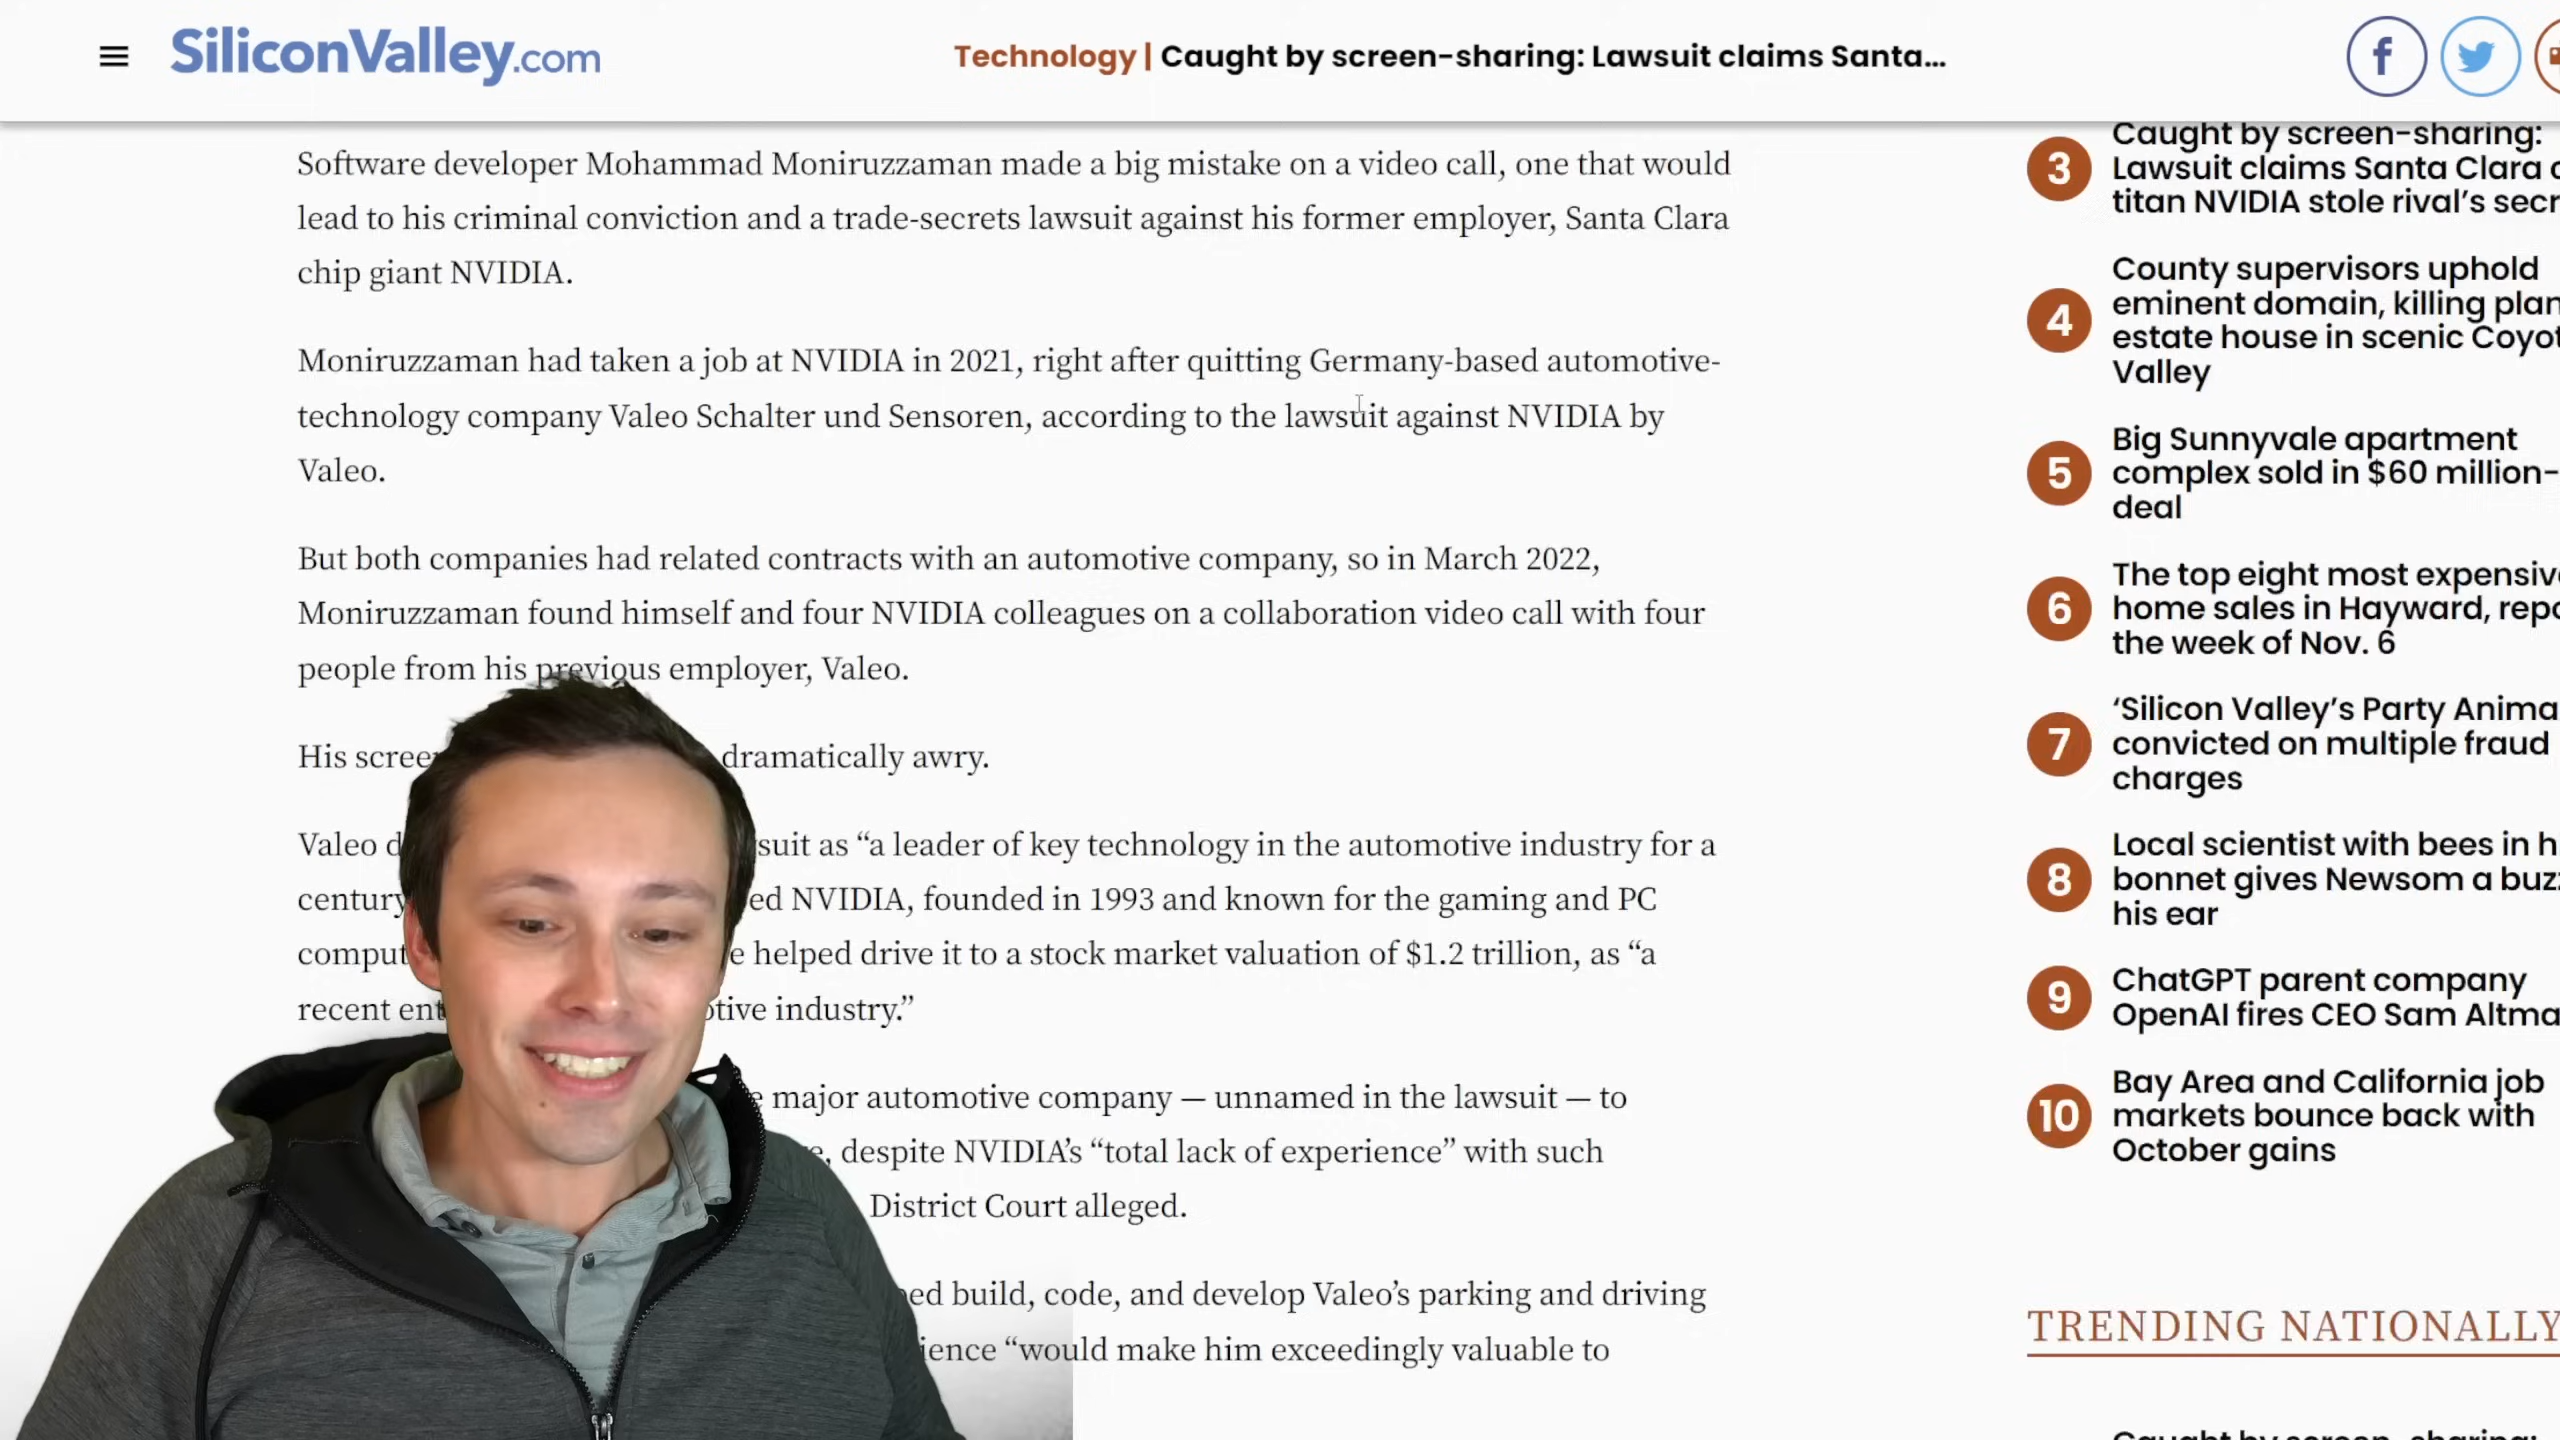 SiliconValley.com
Technology | Caught by screen-sharing: Lawsuit claims Santa...
Software developer Mohammad Moniruzzaman made a big mistake on a video call, one that would
lead to his criminal conviction and a trade-secrets lawsuit against his former employer, Santa Clara
chip giant NVIDIA.
Moniruzzaman had taken a job at NVIDIA in 2021, right after quitting Germany-based automotive-
technology company Valeo Schalter und Sensoren, according to the lawsuit against NVIDIA by
Valeo.
But both companies had related contracts with an automotive company, so in March 2022,
Moniruzzaman found himself and four NVIDIA colleagues on a collaboration video call with four
people from his previous employer, Valeo.
His dramatically awry.
Valeo suit as “a leader of key technology in the automotive industry for a
century NVIDIA, founded in 1993 and known for the gaming and PC
helped drive it to a stock market valuation of $1.2 trillion, as “a
recent industry.”
major automotive company — unnamed in the lawsuit — to
despite NVIDIA’s “total lack of experience” with such
District Court alleged.
build, code, and develop Valeo’s parking and driving
“would make him exceedingly valuable to
3
Caught by screen-sharing:
Lawsuit claims Santa Clara
titan NVIDIA stole rival’s
4
County supervisors uphold
eminent domain, killing
estate house in scenic
Valley
5
Big Sunnyvale apartment
complex sold in $60 million-
deal
6
The top eight most
home sales in Hayward,
the week of Nov. 6
7
‘Silicon Valley’s Party
convicted on multiple fraud
charges
8
Local scientist with bees in
bonnet gives Newsom a
his ear
9
ChatGPT parent company
OpenAI fires CEO Sam
10
Bay Area and California job
markets bounce back with
October gains
TRENDING NATIONALLY